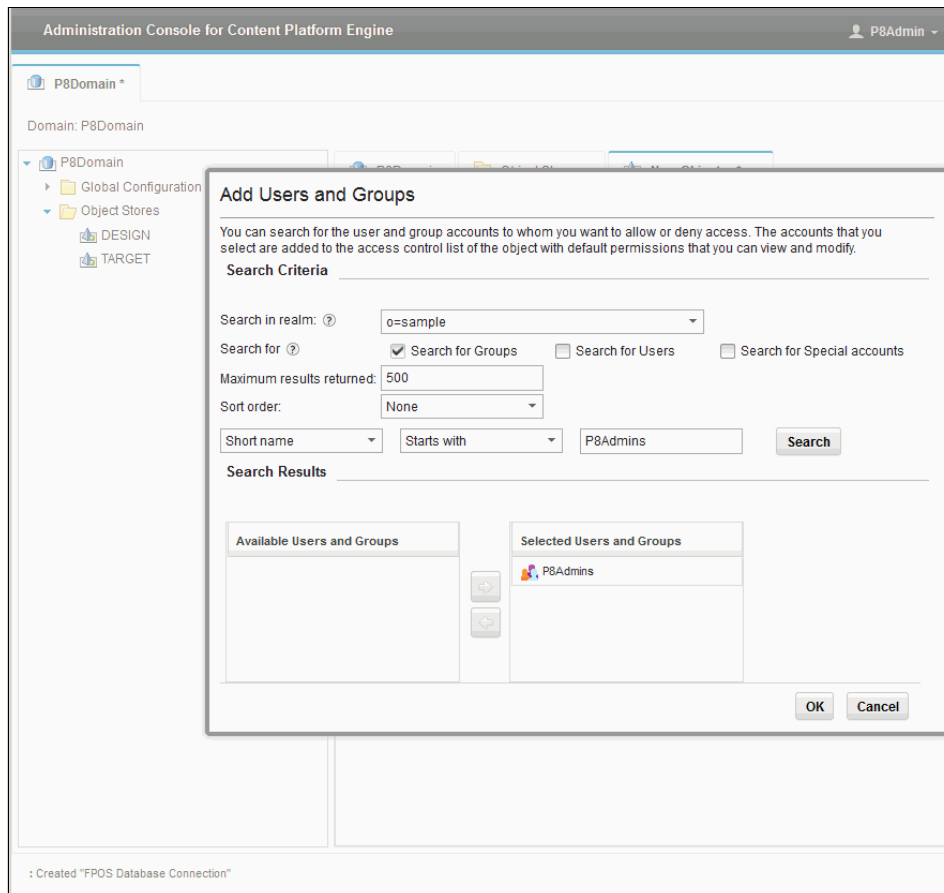 Administration Console for Content Platform Engine
P8Admin
P8Domain *
Domain: P8Domain
P8Domain
Global Configuration
Object Stores
DESIGN
TARGET
Add Users and Groups
You can search for the user and group accounts to whom you want to allow or deny access. The accounts that you
select are added to the access control list of the object with default permissions that you can view and modify.
Search Criteria
Search in realm: ? o=sample
Search for ? Search for Groups Search for Users Search for Special accounts
Maximum results returned: 500
Sort order: None
Short name Starts with P8Admins Search
Search Results
Available Users and Groups Selected Users and Groups
P8Admins
OK Cancel
: Created "FPOS Database Connection"